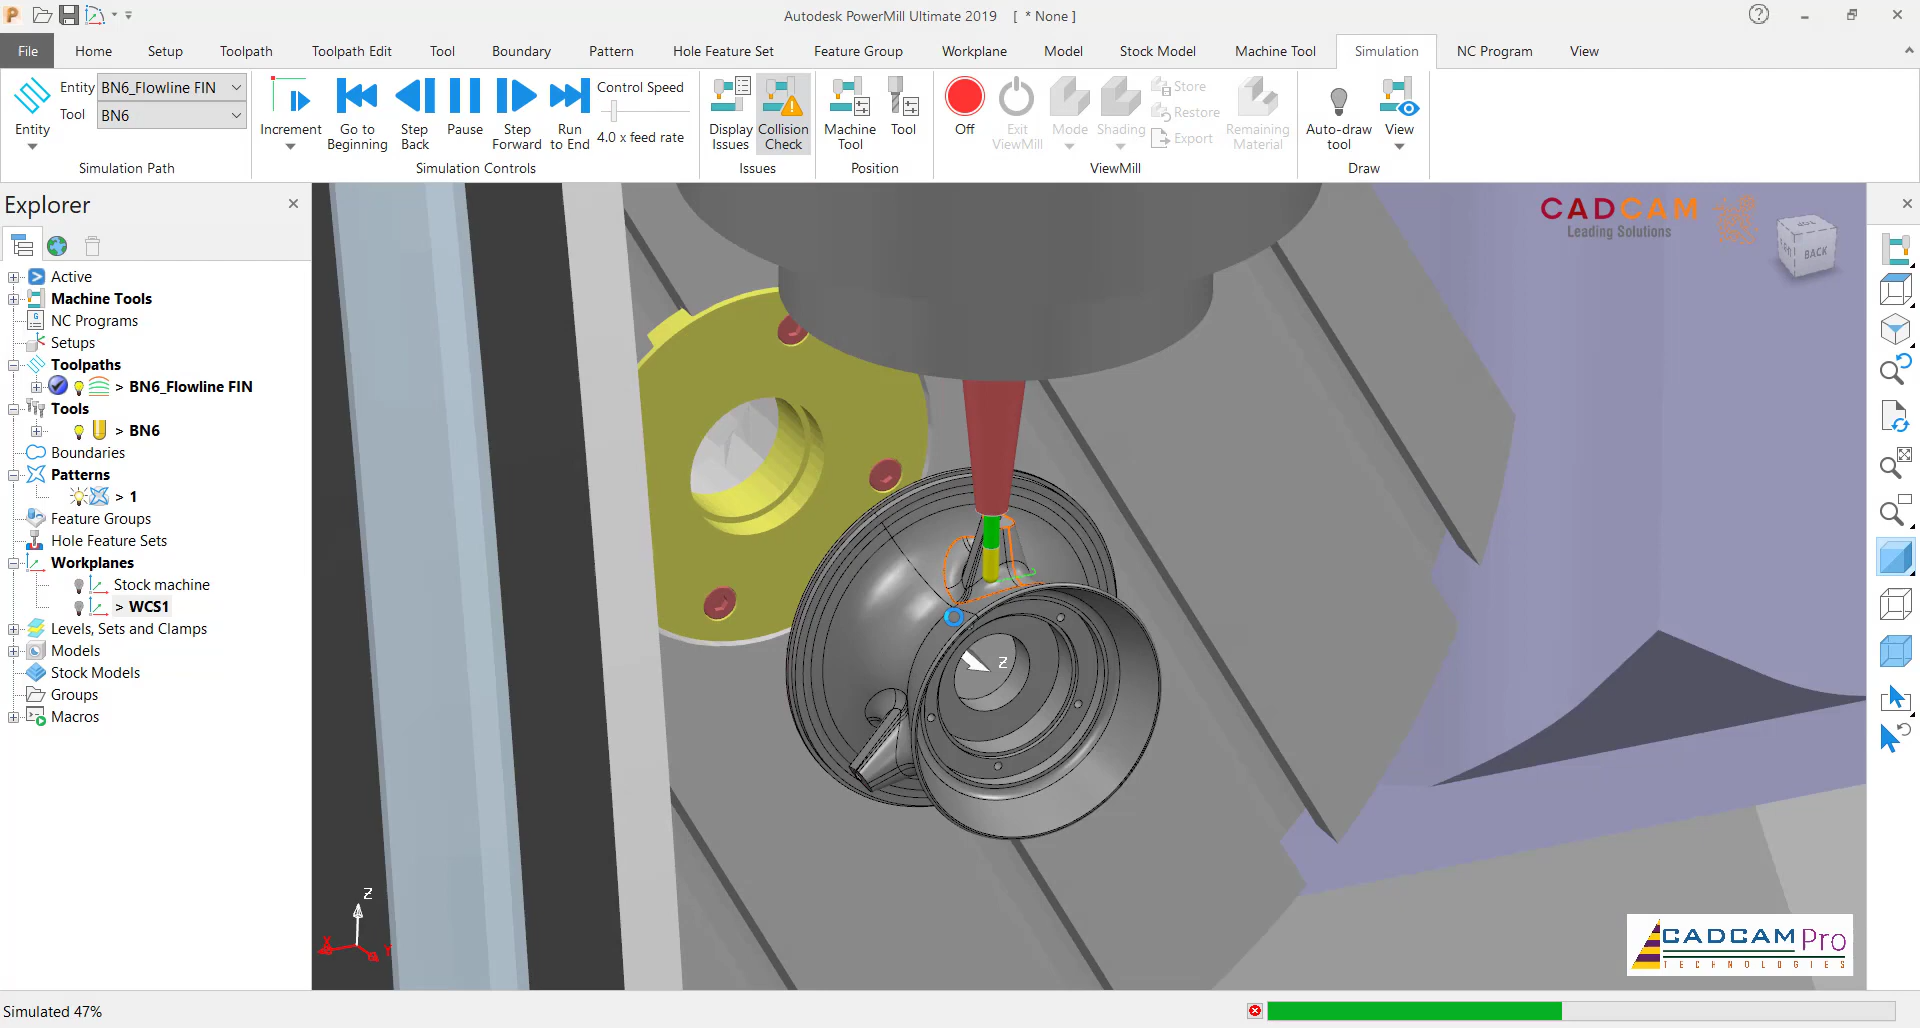 Autodesk PowerMill Ultimate 2019 [ * None ]
File Home Setup Toolpath Toolpath Edit Tool Boundary Pattern Hole Feature Set Feature Group Workplane Model Stock Model Machine Tool Simulation NC Program View
Entity BN6_Flowline FIN
Tool BN6
Entity
Simulation Path
Increment
Go to Beginning
Step Back
Pause
Step Forward
Run to End
Control Speed
4.0 x feed rate
Simulation Controls
Display Issues
Collision Check
Issues
Machine Tool
Tool
Position
Off
Exit ViewMill
Mode
Shading
Store
Restore
Export
Remaining Material
ViewMill
Auto-draw tool
View
Draw
Explorer
Active
Machine Tools
NC Programs
Setups
Toolpaths
> BN6_Flowline FIN
Tools
> BN6
Boundaries
Patterns
> 1
Feature Groups
Hole Feature Sets
Workplanes
Stock machine
> WCS1
Levels, Sets and Clamps
Models
Stock Models
Groups
Macros
CADCAM
Leading Solutions
TOP
BACK
Z
Z
X
Y
CADCAM Pro
TECHNOLOGIES
Simulated 47%